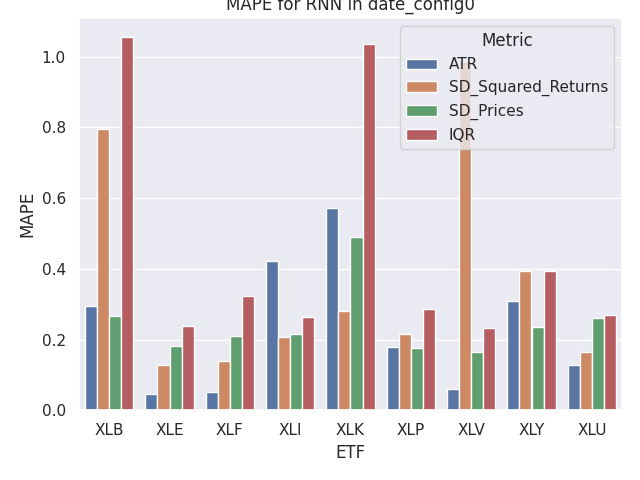 MAPE for RNN in date_config0
Metric
ATR
SD_Squared_Returns
SD_Prices
IQR
MAPE
1.0
0.8
0.6
0.4
0.2
0.0
XLB XLE XLF XLI XLK XLP XLV XLY XLU
ETF